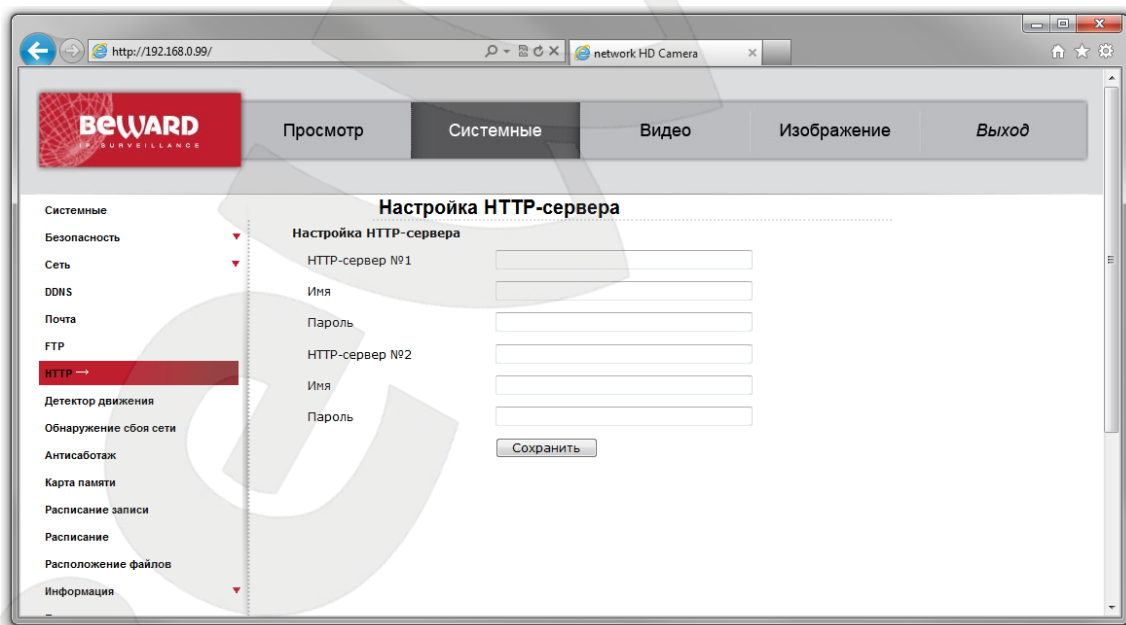 http://192.168.0.99/
network HD Camera
BEWARD
IP SURVEILLANCE
Просмотр
Системные
Видео
Изображение
Выход
Системные
Безопасность
Сеть
DDNS
Почта
FTP
HTTP →
Детектор движения
Обнаружение сбоя сети
Антисаботаж
Карта памяти
Расписание записи
Расписание
Расположение файлов
Информация
Настройка HTTP-сервера
Настройка HTTP-сервера
HTTP-сервер №1
Имя
Пароль
HTTP-сервер №2
Имя
Пароль
Сохранить